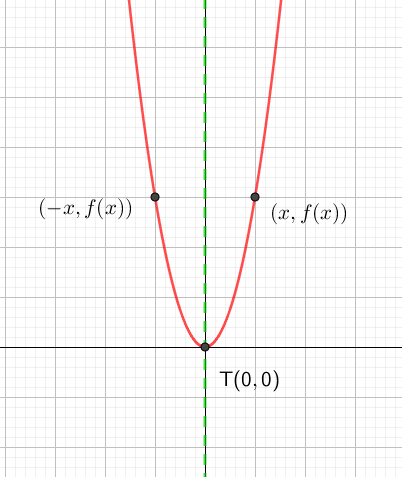 (−x, f(x))
(x, f(x))
T(0, 0)